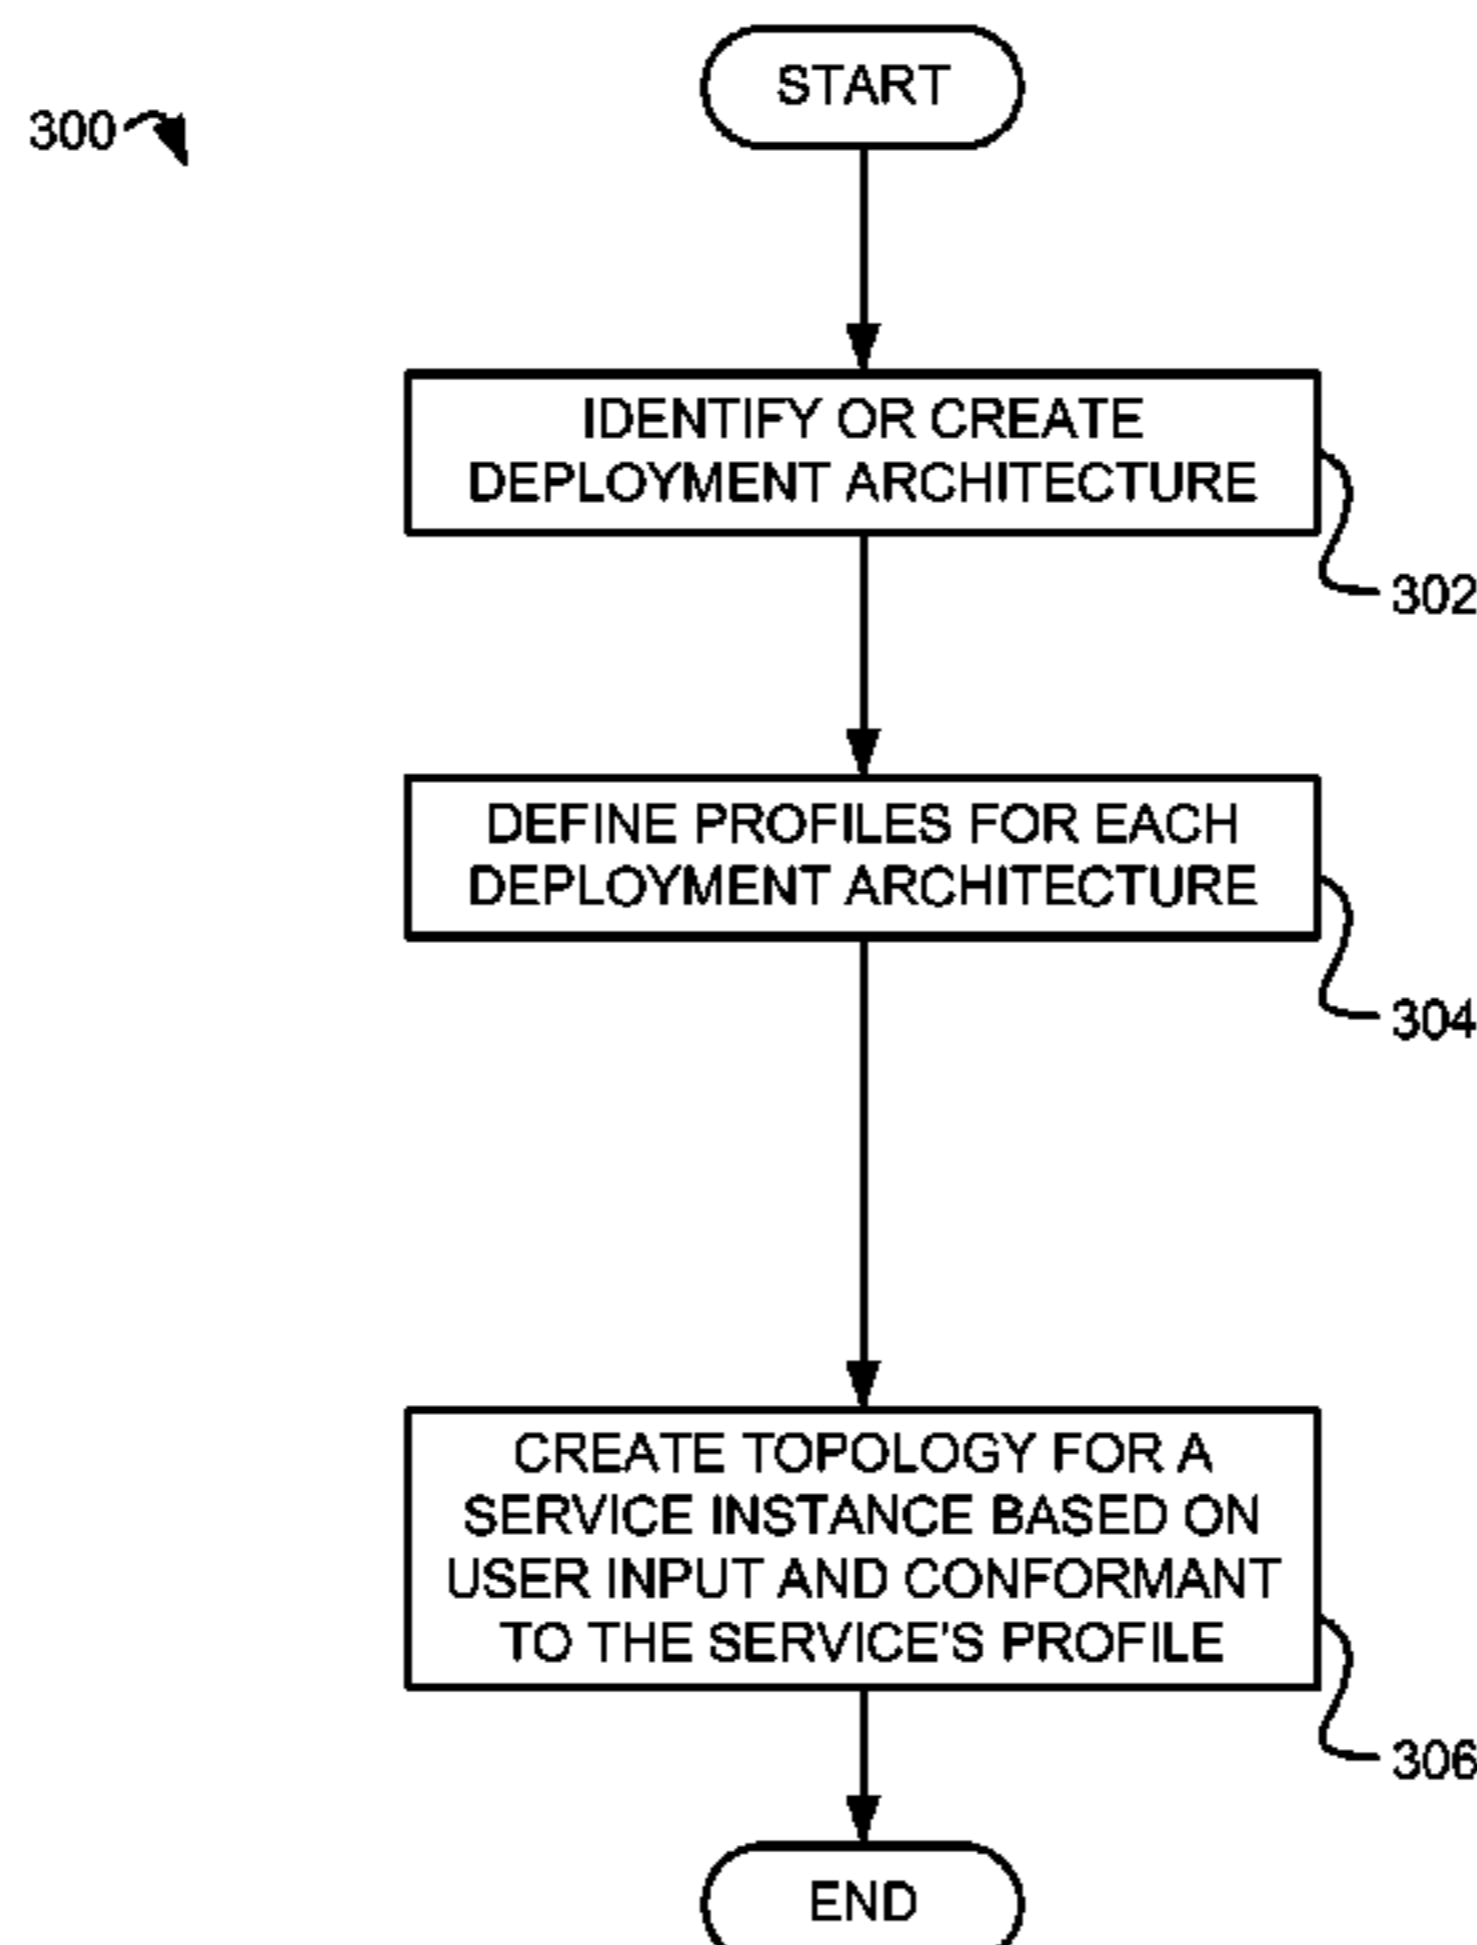 START
300
IDENTIFY OR CREATE
DEPLOYMENT ARCHITECTURE
302
DEFINE PROFILES FOR EACH
DEPLOYMENT ARCHITECTURE
304
CREATE TOPOLOGY FOR A
SERVICE INSTANCE BASED ON
USER INPUT AND CONFORMANT
TO THE SERVICE'S PROFILE
306
END